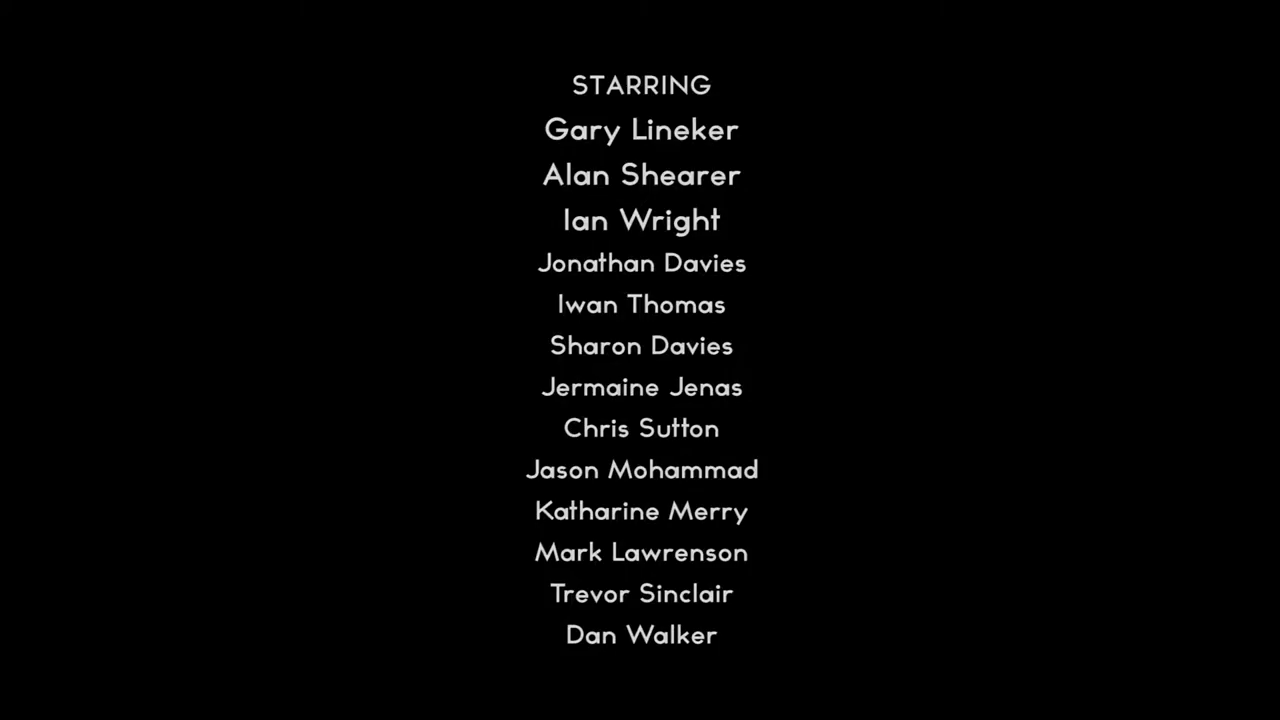 STARRING
Gary Lineker
Alan Shearer
Ian Wright
Jonathan Davies
Iwan Thomas
Sharon Davies
Jermaine Jenas
Chris Sutton
Jason Mohammad
Katharine Merry
Mark Lawrenson
Trevor Sinclair
Dan Walker